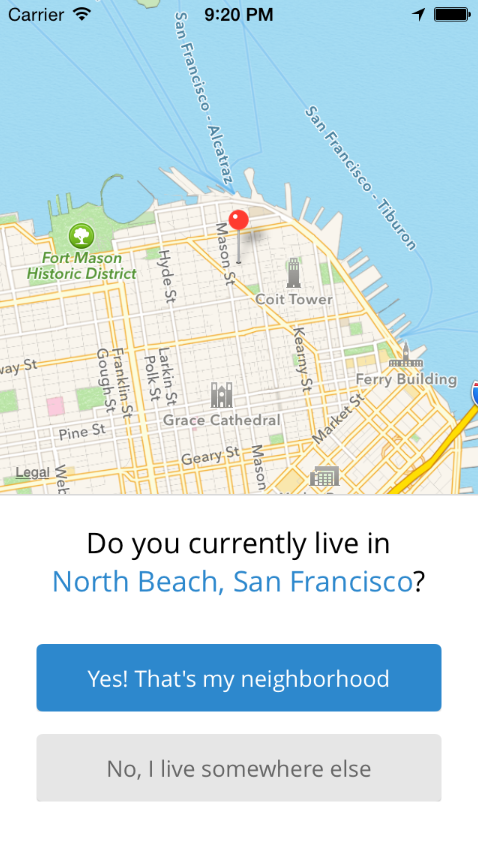 Carrier
9:20 PM
San Francisco - Alcatraz
San Francisco - Tiburon
Fort Mason
Historic District
Hyde St
Mason St
Coit Tower
Kearny St
Ferry Building
way St
Gough St
Franklin St
Polk St
Larkin St
Grace Cathedral
Market St
Pine St
Geary St
Mason
Legal
Web
Do you currently live in
North Beach, San Francisco?
Yes! That's my neighborhood
No, I live somewhere else